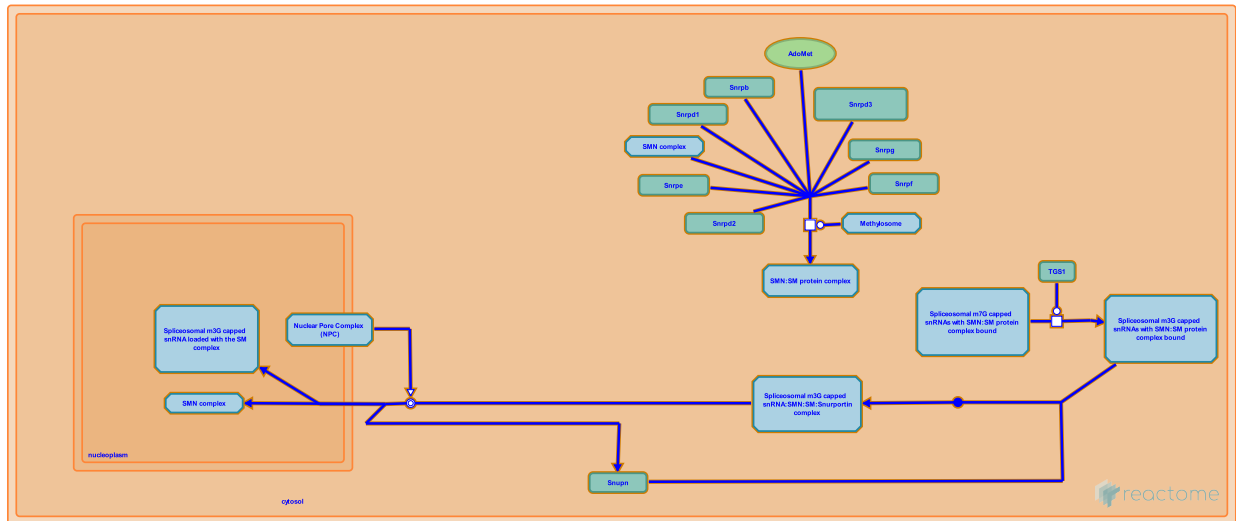 AdoMet
Snrpb
Snrpd3
Snrpd1
SMN complex
Snrpg
Snrpe
Snrpf
Snrpd2
Methylosome
SMN:SM protein complex
TGS1
Spliceosomal m7G capped
snRNAs with SMN:SM protein
complex bound
Spliceosomal m3G capped
snRNAs with SMN:SM protein
complex bound
Nuclear Pore Complex
(NPC)
Spliceosomal m3G capped
snRNA loaded with the SM
complex
SMN complex
Spliceosomal m3G capped
snRNA:SMN:SM:Snurportin
complex
nucleoplasm
Snupn
cytosol
reactome